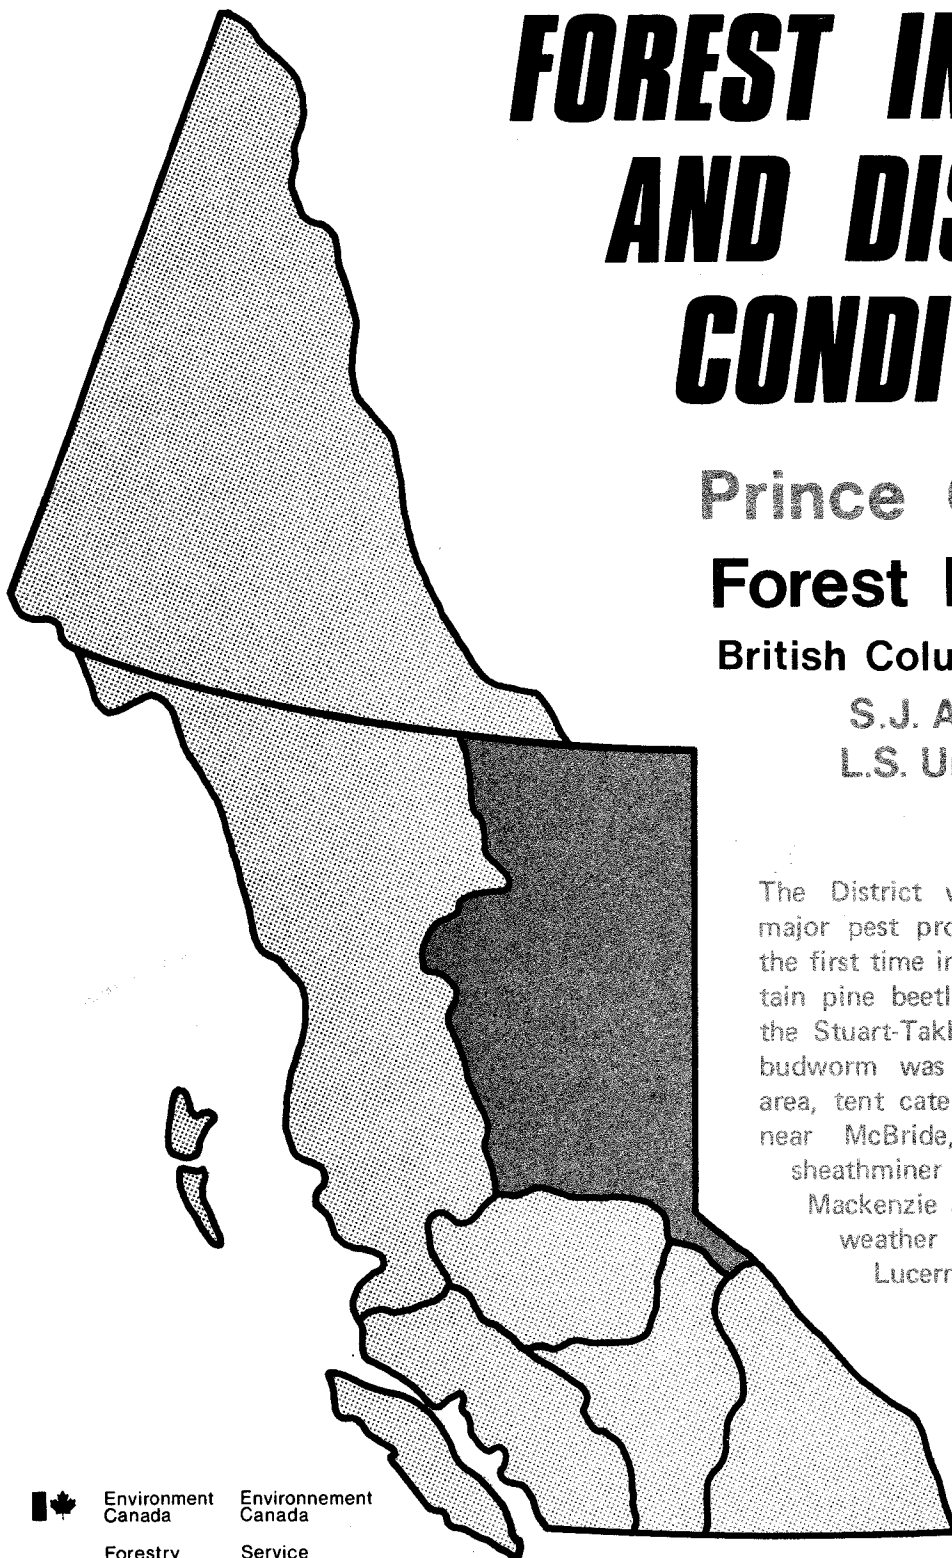 FOREST IN
AND DIS
CONDI
Prince
Forest
British Colu
S.J. A
L.S. U
The District
major pest pro
the first time in
tain pine beetl
the Stuart-Takl
budworm was
area, tent cate
near McBride,
sheathminer
Mackenzie
weather
Lucern
Environment Environnement
Canada Canada
Forestry Service